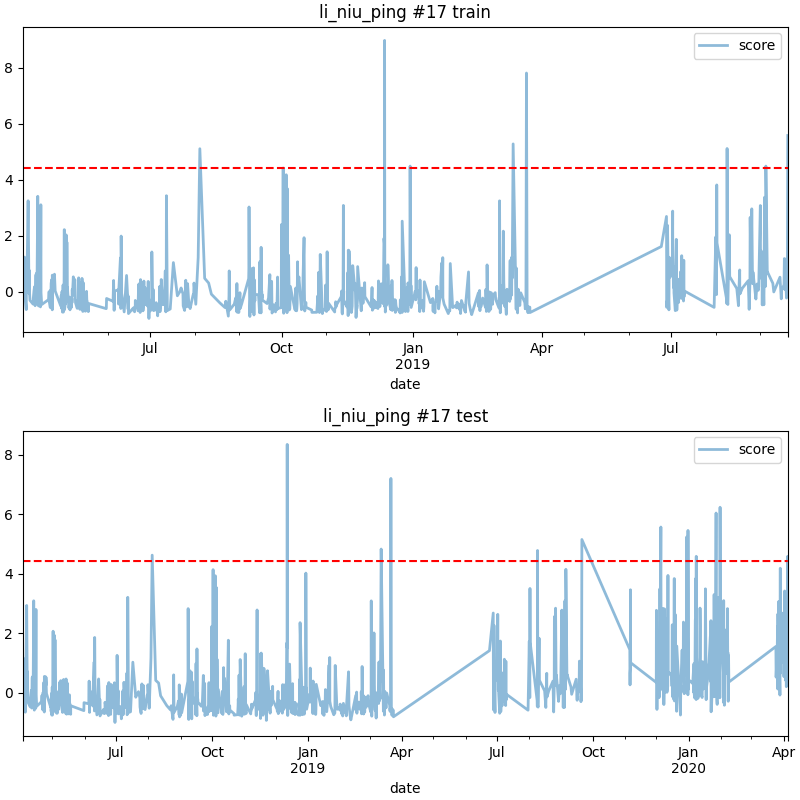 li_niu_ping #17 train
score
8
6
4
2
0
Jul
Oct
Jan
2019
Apr
Jul
date
li_niu_ping #17 test
score
8
6
4
2
0
Jul
Oct
Jan
2019
Apr
Jul
Oct
Jan
2020
Apr
date